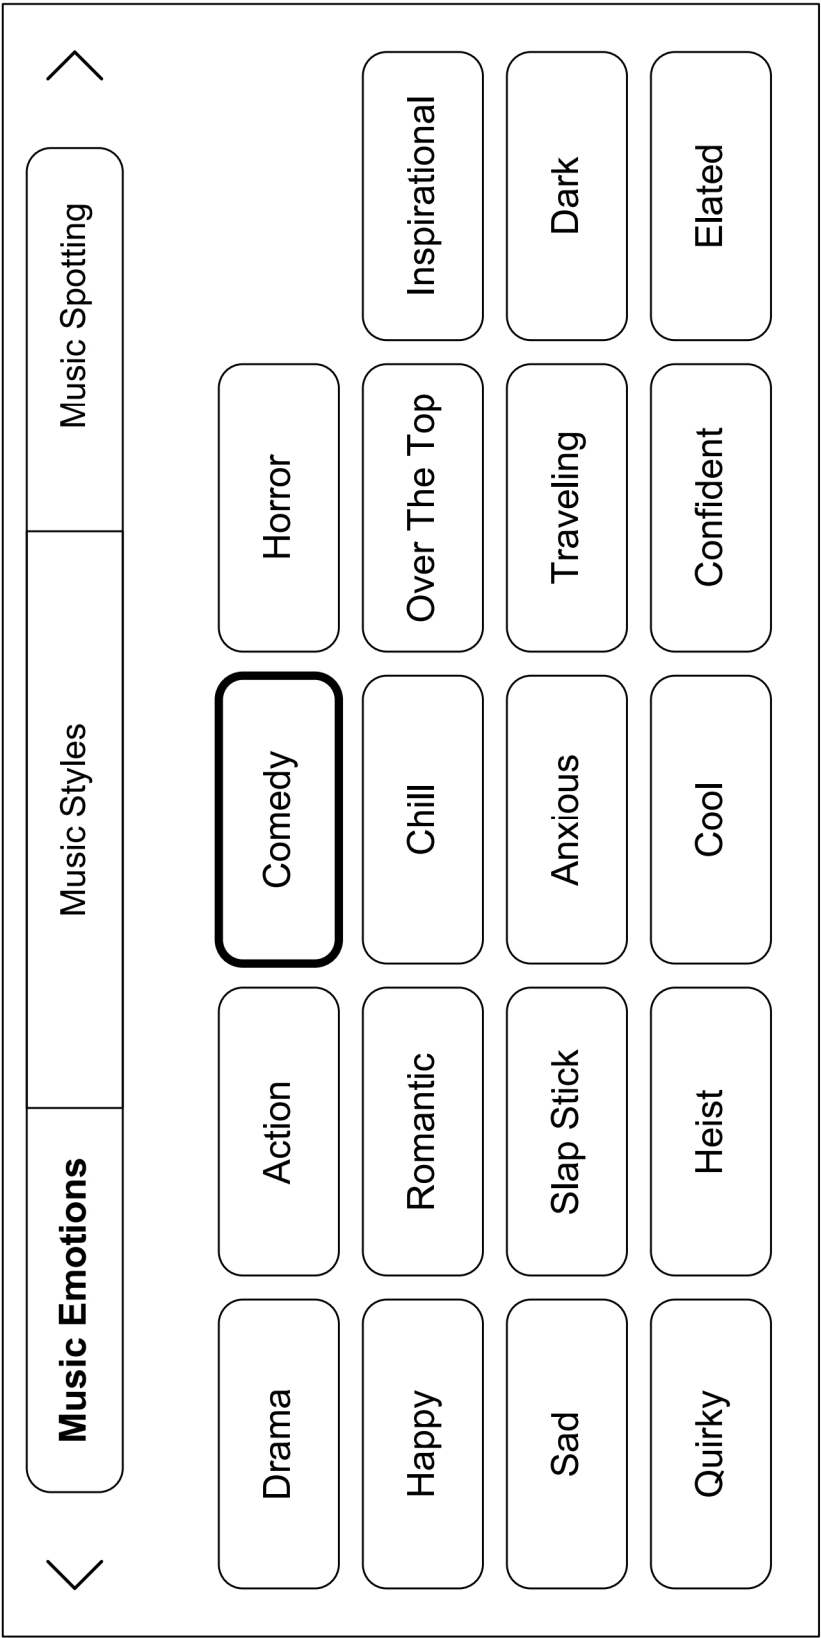 Music Emotions Music Styles Music Spotting
Drama Action Comedy Horror
Happy Romantic Chill Over The Top Inspirational
Sad Slap Stick Anxious Traveling Dark
Quirky Heist Cool Confident Elated